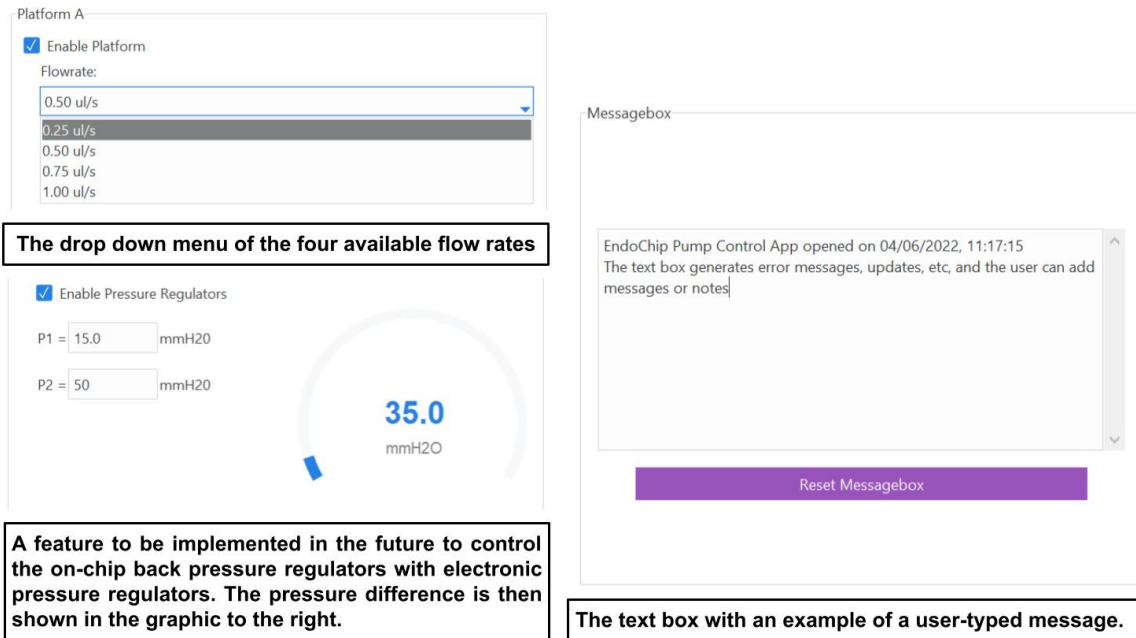 Platform A
Enable Platform
Flowrate:
0.50 ul/s
0.25 ul/s
0.50 ul/s
0.75 ul/s
1.00 ul/s
The drop down menu of the four available flow rates
Enable Pressure Regulators
P1 = 15.0 mmH20
P2 = 50 mmH20
35.0
mmH2O
A feature to be implemented in the future to control
the on-chip back pressure regulators with electronic
pressure regulators. The pressure difference is then
shown in the graphic to the right.
Messagebox
EndoChip Pump Control App opened on 04/06/2022, 11:17:15
The text box generates error messages, updates, etc, and the user can add
messages or notes
Reset Messagebox
The text box with an example of a user-typed message.